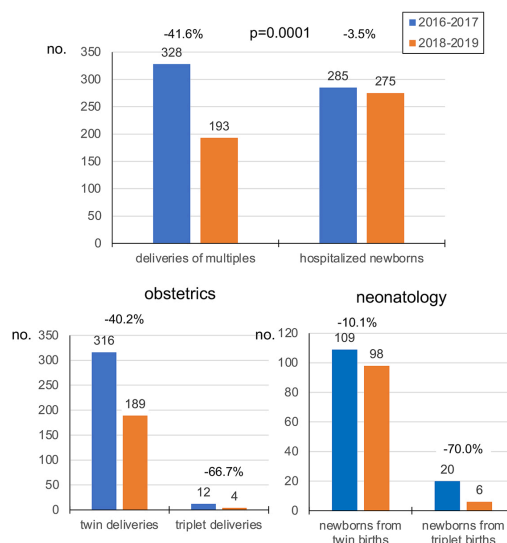 -41.6% p=0.0001 -3.5%
2016-2017
2018-2019
no.
350
300
250
200
150
100
50
0
328
193
285
275
deliveries of multiples
hospitalized newborns
obstetrics
-40.2%
no.
350
300
250
200
150
100
50
0
316
189
-66.7%
12
4
twin deliveries
triplet deliveries
neonatology
-10.1%
no.
120
100
80
60
40
20
0
109
98
-70.0%
20
6
newborns from
twin births
newborns from
triplet births